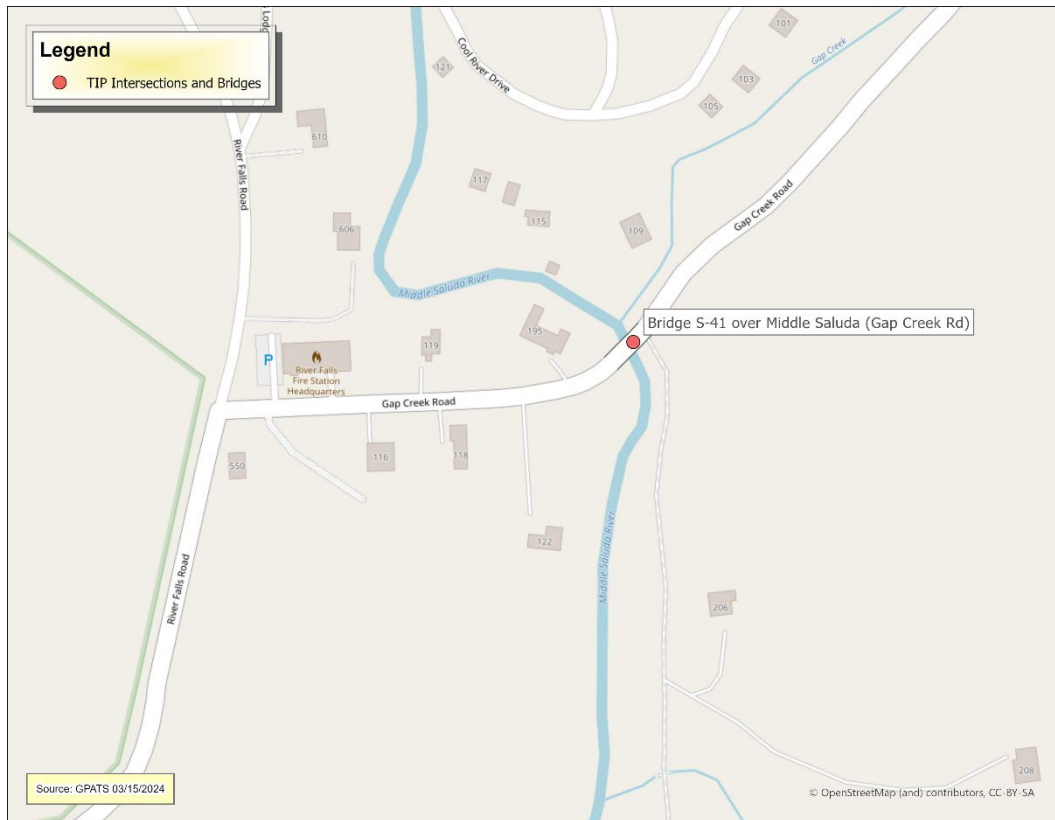 Legend
TIP Intersections and Bridges
River Falls Road
Cool River Drive
Gap Creek
101
103
105
121
610
117
115
109
606
Gap Creek Road
Middle Saluda River
Bridge S-41 over Middle Saluda (Gap Creek Rd)
195
119
P
River Falls
Fire Station
Headquarters
Gap Creek Road
116
118
550
122
Middle Saluda River
River Falls Road
206
208
Source: GPATS 03/15/2024
© OpenStreetMap (and) contributors, CC-BY-SA